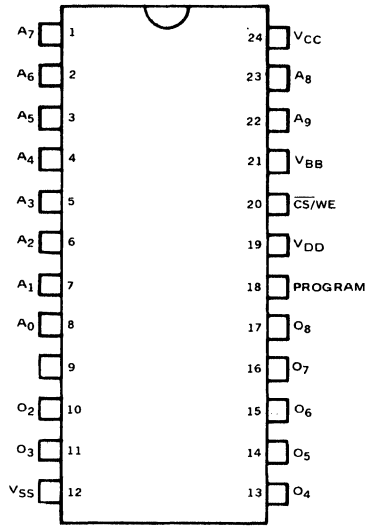 A7 1 24 VCC
A6 2 23 A8
A5 3 22 A9
A4 4 21 VBB
A3 5 20 CS/WE
A2 6 19 VDD
A1 7 18 PROGRAM
A0 8 17 O8
9 16 O7
O2 10 15 O6
O3 11 14 O5
VSS 12 13 O4